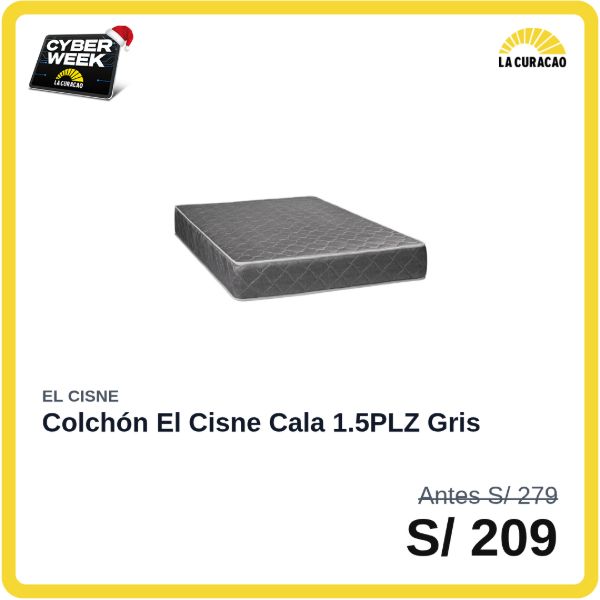 CYBER
WEEK
LA CURACAO
LA CURACAO
EL CISNE
Colchón El Cisne Cala 1.5PLZ Gris
Antes S/ 279
S/ 209